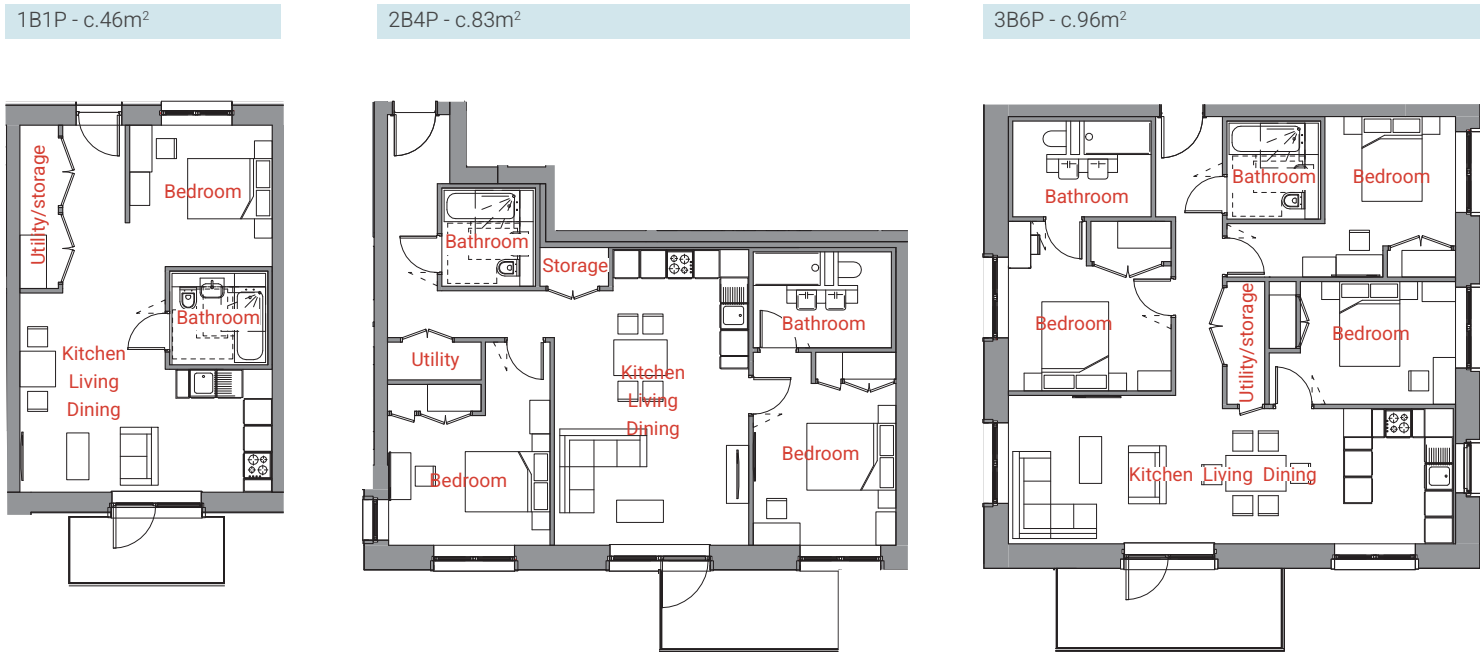 1B1P - c.46m²
2B4P - c.83m²
3B6P - c.96m²
Utility/storage
Bedroom
Bathroom
Kitchen
Living
Dining
Bathroom
Storage
Bathroom
Utility
Kitchen
Living
Dining
Bedroom
Bedroom
Bathroom
Bathroom
Bedroom
Bedroom
Utility/storage
Bedroom
Kitchen Living Dining